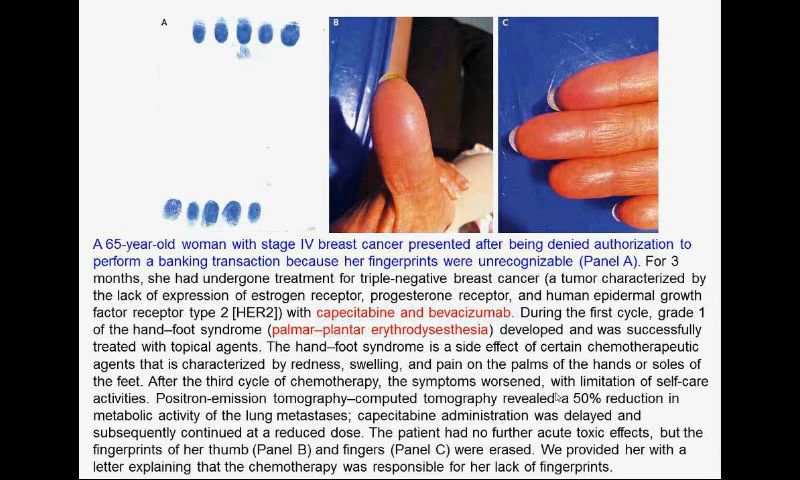 A
B
C
A 65-year-old woman with stage IV breast cancer presented after being denied authorization to
perform a banking transaction because her fingerprints were unrecognizable (Panel A). For 3
months, she had undergone treatment for triple-negative breast cancer (a tumor characterized by
the lack of expression of estrogen receptor, progesterone receptor, and human epidermal growth
factor receptor type 2 [HER2]) with capecitabine and bevacizumab. During the first cycle, grade 1
of the hand–foot syndrome (palmar–plantar erythrodysesthesia) developed and was successfully
treated with topical agents. The hand–foot syndrome is a side effect of certain chemotherapeutic
agents that is characterized by redness, swelling, and pain on the palms of the hands or soles of
the feet. After the third cycle of chemotherapy, the symptoms worsened, with limitation of self-care
activities. Positron-emission tomography–computed tomography revealed a 50% reduction in
metabolic activity of the lung metastases; capecitabine administration was delayed and
subsequently continued at a reduced dose. The patient had no further acute toxic effects, but the
fingerprints of her thumb (Panel B) and fingers (Panel C) were erased. We provided her with a
letter explaining that the chemotherapy was responsible for her lack of fingerprints.